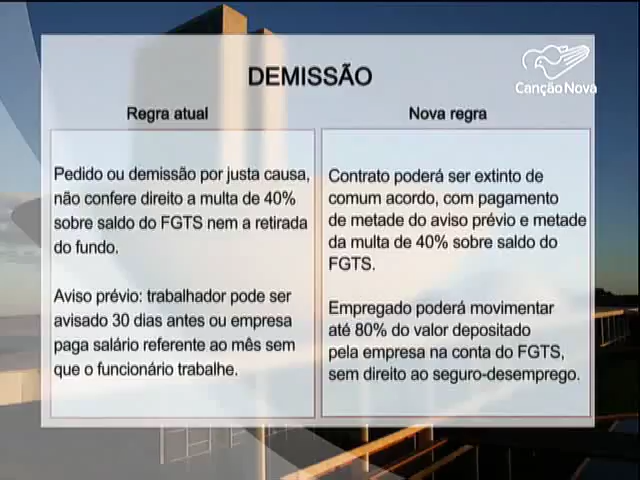 DEMISSÃO
Canção Nova
Regra atual
Nova regra
Pedido ou demissão por justa causa,
não confere direito a multa de 40%
sobre saldo do FGTS nem a retirada
do fundo.
Aviso prévio: trabalhador pode ser
avisado 30 dias antes ou empresa
paga salário referente ao mês sem
que o funcionário trabalhe.
Contrato poderá ser extinto de
comum acordo, com pagamento
de metade do aviso prévio e metade
da multa de 40% sobre saldo do
FGTS.
Empregado poderá movimentar
até 80% do valor depositado
pela empresa na conta do FGTS,
sem direito ao seguro-desemprego.